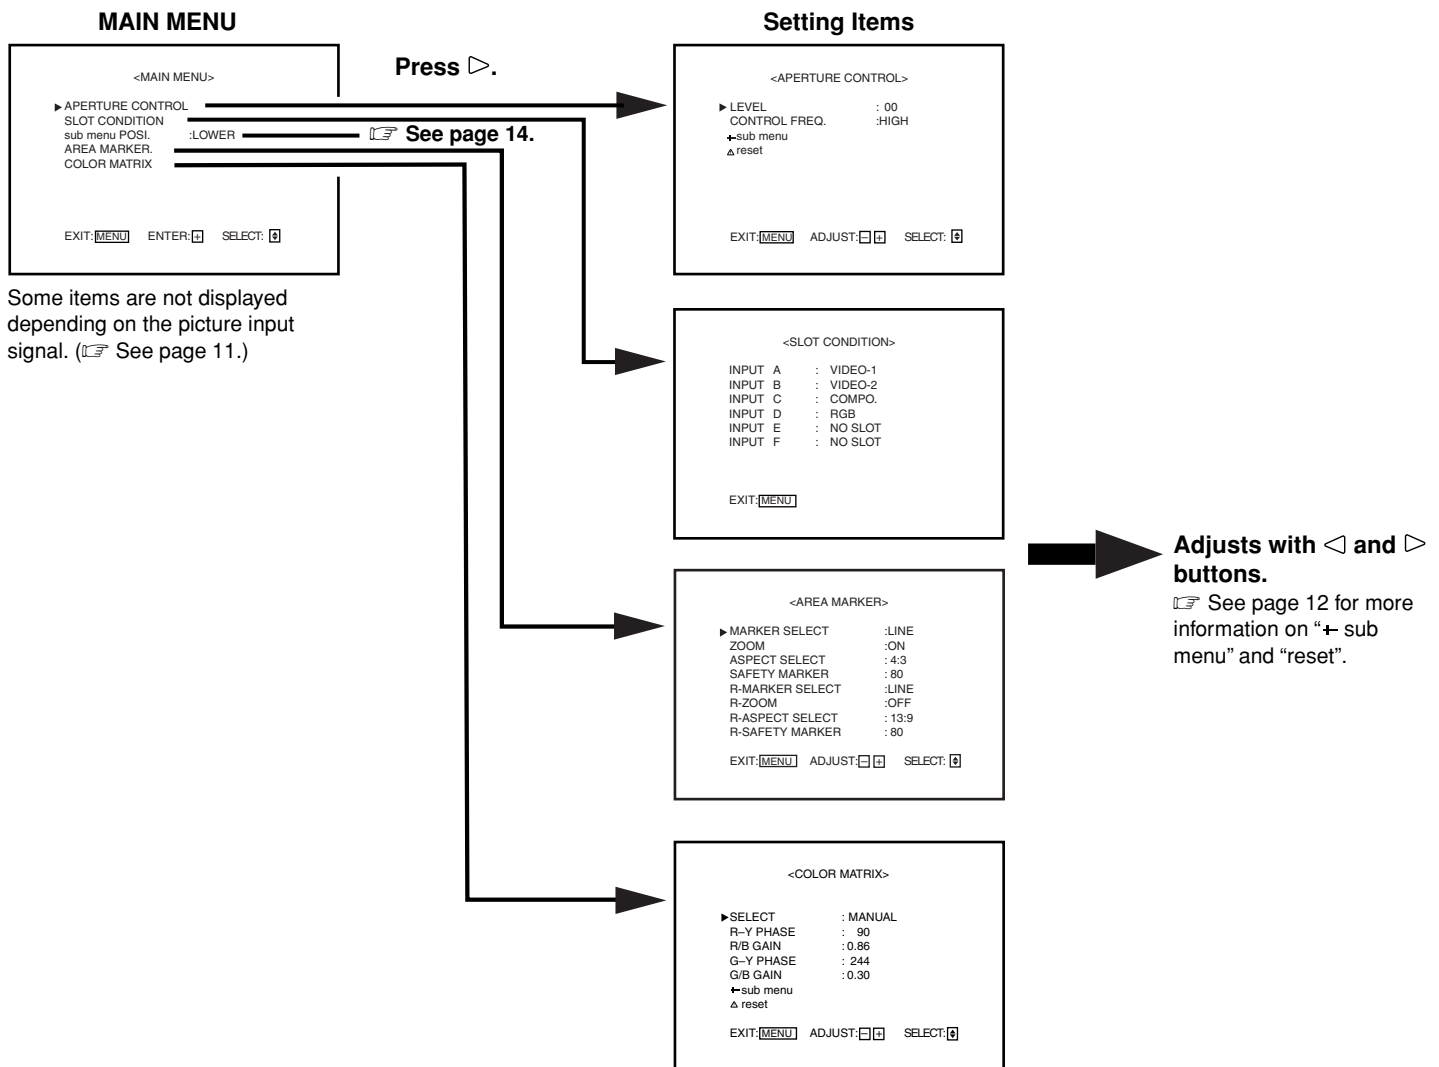 MAIN MENU
<MAIN MENU>
▶ APERTURE CONTROL
SLOT CONDITION
sub menu POSI. :LOWER
AREA MARKER.
COLOR MATRIX
EXIT: MENU ENTER: + SELECT:
Some items are not displayed
depending on the picture input
signal. (☞ See page 11.)
Press ▷.
☞ See page 14.
Setting Items
<APERTURE CONTROL>
▶ LEVEL : 00
CONTROL FREQ. :HIGH
sub menu
△ reset
EXIT: MENU ADJUST: − + SELECT:
<SLOT CONDITION>
INPUT A : VIDEO-1
INPUT B : VIDEO-2
INPUT C : COMPO.
INPUT D : RGB
INPUT E : NO SLOT
INPUT F : NO SLOT
EXIT: MENU
<AREA MARKER>
▶ MARKER SELECT :LINE
ZOOM :ON
ASPECT SELECT : 4:3
SAFETY MARKER : 80
R-MARKER SELECT :LINE
R-ZOOM :OFF
R-ASPECT SELECT : 13:9
R-SAFETY MARKER : 80
EXIT: MENU ADJUST: − + SELECT:
<COLOR MATRIX>
▶ SELECT : MANUAL
R–Y PHASE : 90
R/B GAIN : 0.86
G–Y PHASE : 244
G/B GAIN : 0.30
sub menu
△ reset
EXIT: MENU ADJUST: − + SELECT:
Adjusts with ◁ and ▷
buttons.
☞ See page 12 for more
information on “ sub
menu” and “reset”.